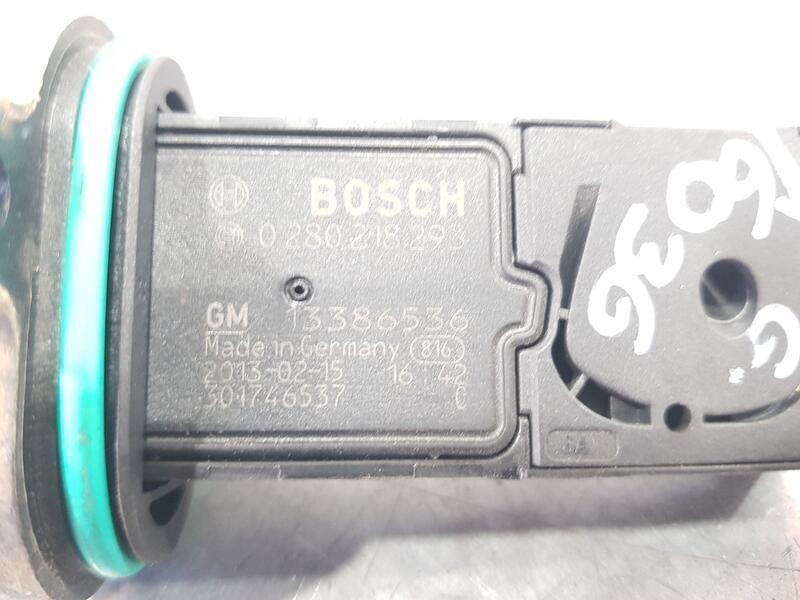 BOSCH
0 280 218 293
GM 13386536
Made in Germany 816
2013-02-15 16 42
301746537 C
6A